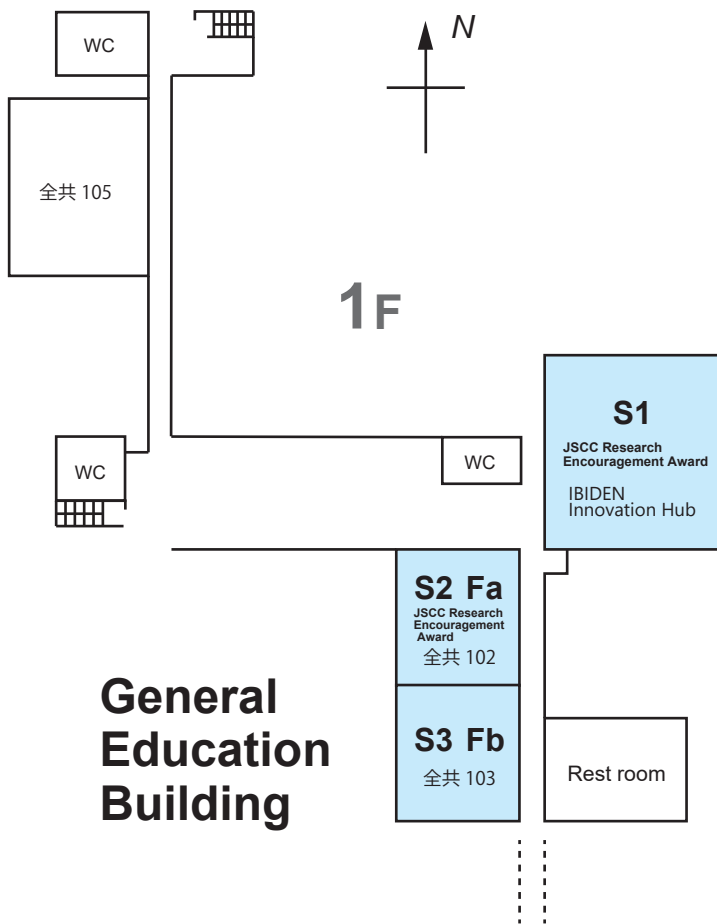 WC
N
全共 105
1F
S1
JSCC Research
Encouragement Award
IBIDEN
Innovation Hub
WC
WC
S2 Fa
JSCC Research
Encouragement
Award
全共 102
General
Education
Building
S3 Fb
全共 103
Rest room